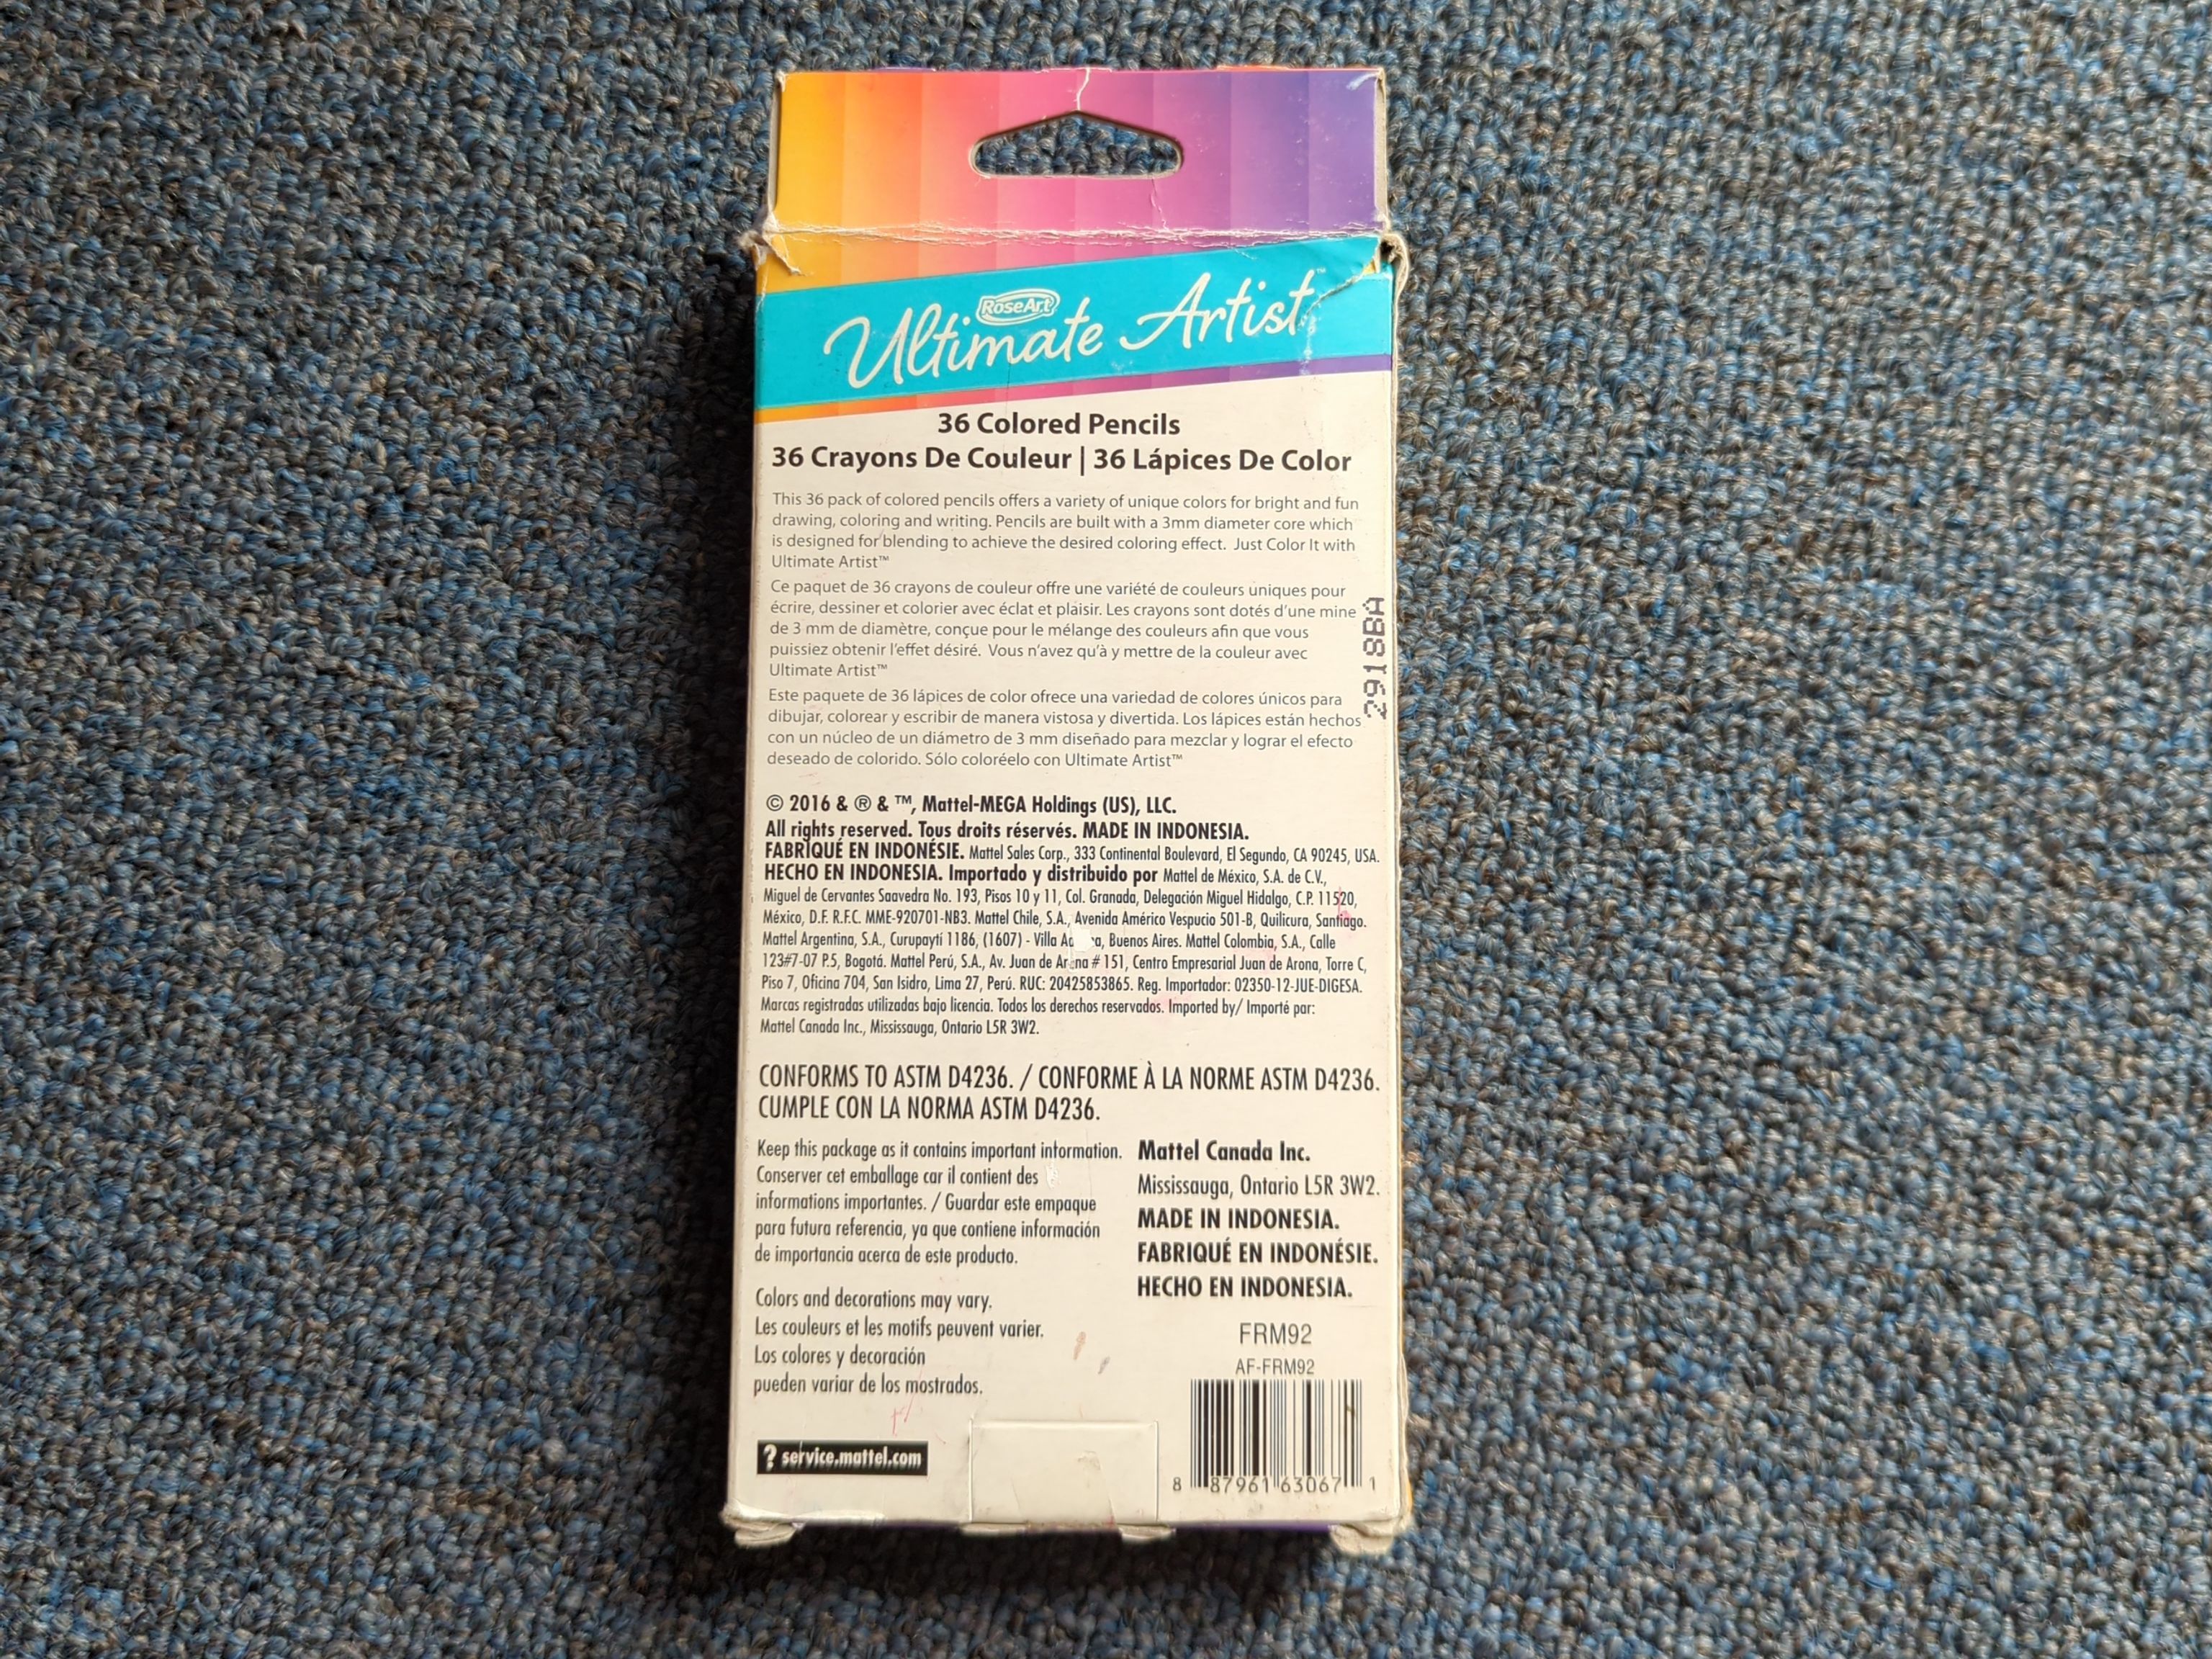 RoseArt
Ultimate Artist™
36 Colored Pencils
36 Crayons De Couleur | 36 Lápices De Color
This 36 pack of colored pencils offers a variety of unique colors for bright and fun
drawing, coloring and writing. Pencils are built with a 3mm diameter core which
is designed for blending to achieve the desired coloring effect. Just Color It with
Ultimate Artist™
Ce paquet de 36 crayons de couleur offre une variété de couleurs uniques pour
écrire, dessiner et colorier avec éclat et plaisir. Les crayons sont dotés d'une mine
de 3 mm de diamètre, conçue pour le mélange des couleurs afin que vous
puissiez obtenir l'effet désiré. Vous n'avez qu'à y mettre de la couleur avec
Ultimate Artist™
Este paquete de 36 lápices de color ofrece una variedad de colores únicos para
dibujar, colorear y escribir de manera vistosa y divertida. Los lápices están hechos
con un núcleo de un diámetro de 3 mm diseñado para mezclar y lograr el efecto
deseado de colorido. Sólo coloréelo con Ultimate Artist™
2918BA
© 2016 & ® & ™, Mattel-MEGA Holdings (US), LLC.
All rights reserved. Tous droits réservés. MADE IN INDONESIA.
FABRIQUÉ EN INDONÉSIE. Mattel Sales Corp., 333 Continental Boulevard, El Segundo, CA 90245, USA.
HECHO EN INDONESIA. Importado y distribuido por Mattel de México, S.A. de C.V.,
Miguel de Cervantes Saavedra No. 193, Pisos 10 y 11, Col. Granada, Delegación Miguel Hidalgo, C.P. 11520,
México, D.F. R.F.C. MME-920701-NB3. Mattel Chile, S.A., Avenida Américo Vespucio 501-B, Quilicura, Santiago.
Mattel Argentina, S.A., Curupaytí 1186, (1607) - Villa , Buenos Aires. Mattel Colombia, S.A., Calle
123#7-07 P.5, Bogotá. Mattel Perú, S.A., Av. Juan de Arona # 151, Centro Empresarial Juan de Arona, Torre C,
Piso 7, Oficina 704, San Isidro, Lima 27, Perú. RUC: 20425853865. Reg. Importador: 02350-12-JUE-DIGESA.
Marcas registradas utilizadas bajo licencia. Todos los derechos reservados. Imported by/ Importé par:
Mattel Canada Inc., Mississauga, Ontario L5R 3W2.
CONFORMS TO ASTM D4236. / CONFORME À LA NORME ASTM D4236.
CUMPLE CON LA NORMA ASTM D4236.
Keep this package as it contains important information.
Conserver cet emballage car il contient des
informations importantes. / Guardar este empaque
para futura referencia, ya que contiene información
de importancia acerca de este producto.
Colors and decorations may vary.
Les couleurs et les motifs peuvent varier.
Los colores y decoración
pueden variar de los mostrados.
? service.mattel.com
Mattel Canada Inc.
Mississauga, Ontario L5R 3W2.
MADE IN INDONESIA.
FABRIQUÉ EN INDONÉSIE.
HECHO EN INDONESIA.
FRM92
AF-FRM92
8 87961 63067 1